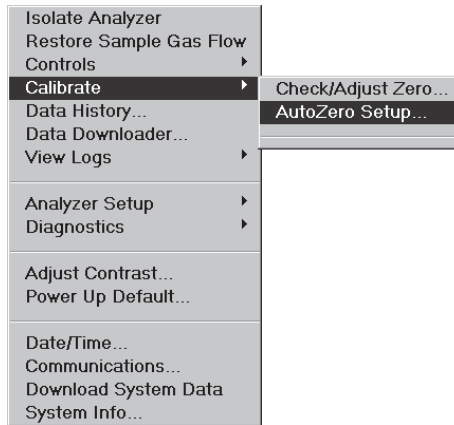 Isolate Analyzer
Restore Sample Gas Flow
Controls
Calibrate
Check/Adjust Zero...
AutoZero Setup...
Data History...
Data Downloader...
View Logs
Analyzer Setup
Diagnostics
Adjust Contrast...
Power Up Default...
Date/Time...
Communications...
Download System Data
System Info...